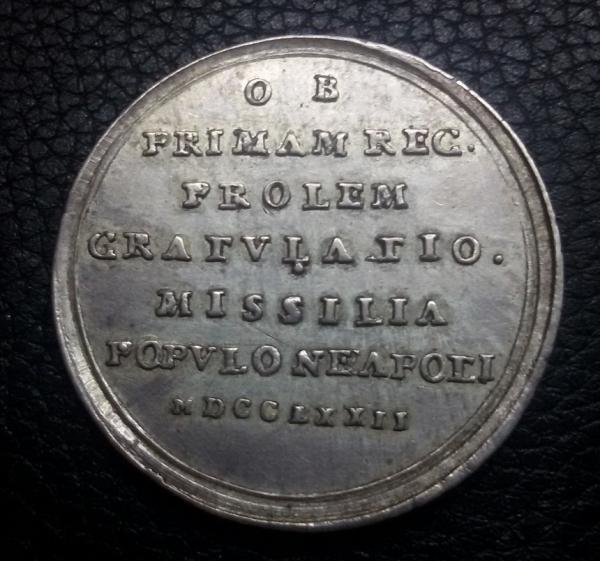 OB
PRIMAM REG.
PROLEM
GRATVLATIO.
MISSILIA
POPVLO NEAPOLI
MDCCLXXII